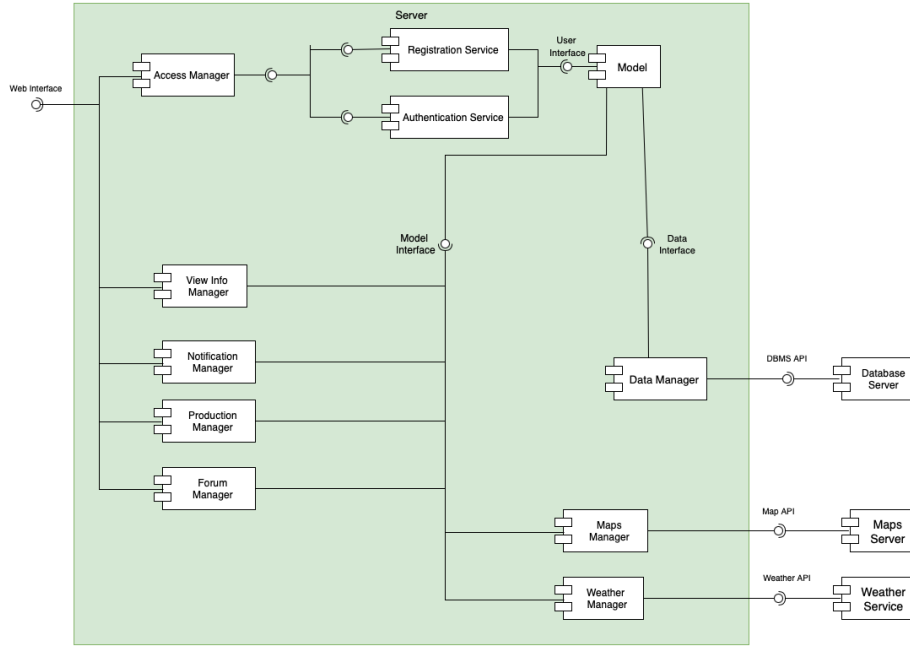 Server
User
Interface
Registration Service
Model
Access Manager
Web Interface
Authentication Service
Model
Interface
Data
Interface
View Info
Manager
Notification
Manager
DBMS API
Data Manager
Database
Server
Production
Manager
Forum
Manager
Map API
Maps
Manager
Maps
Server
Weather API
Weather
Manager
Weather
Service